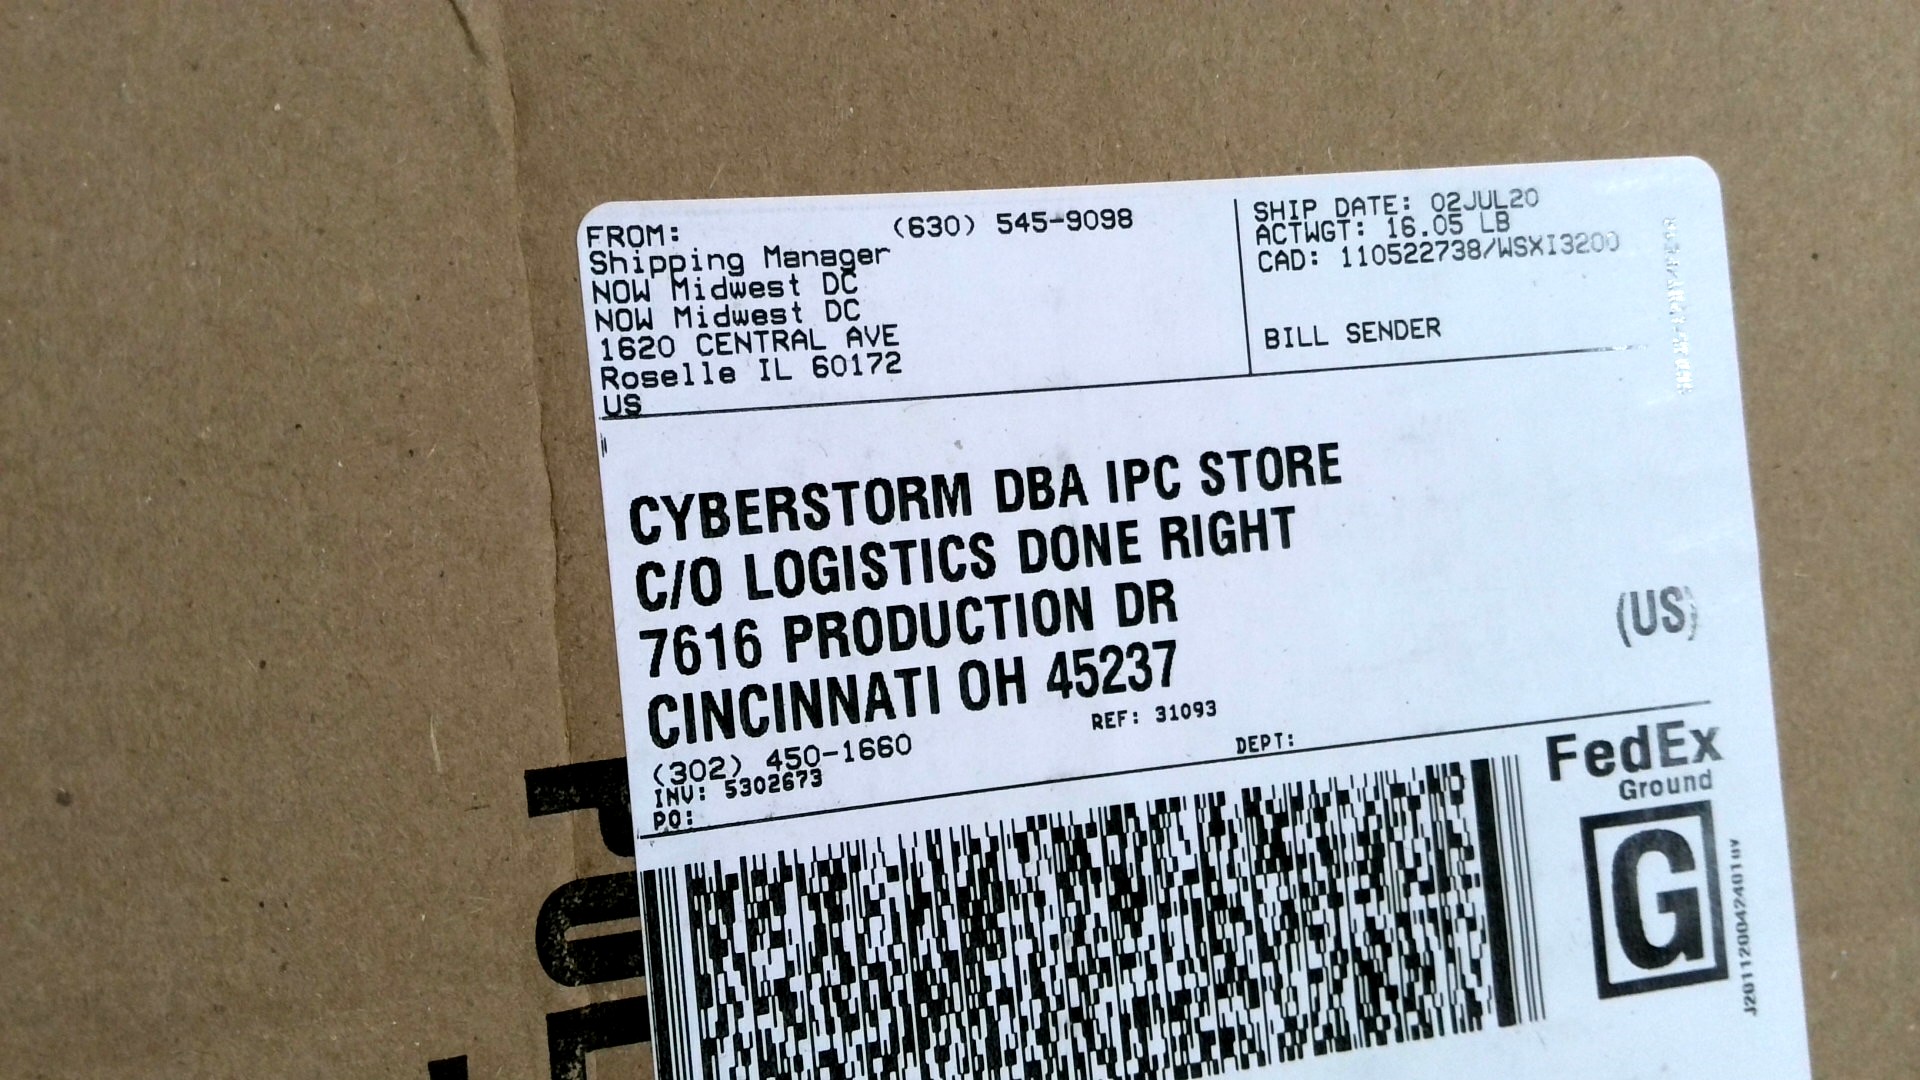 FROM: (630) 545-9098
Shipping Manager
NOW Midwest DC
NOW Midwest DC
1620 CENTRAL AVE
Roselle IL 60172
US
SHIP DATE: 02JUL20
ACTWGT: 16.05 LB
CAD: 110522738/WSXI3200
BILL SENDER
CYBERSTORM DBA IPC STORE
C/O LOGISTICS DONE RIGHT
7616 PRODUCTION DR
CINCINNATI OH 45237
(US)
(302) 450-1660
REF: 31093
INV: 5302673
PO:
DEPT:
FedEx
Ground
G